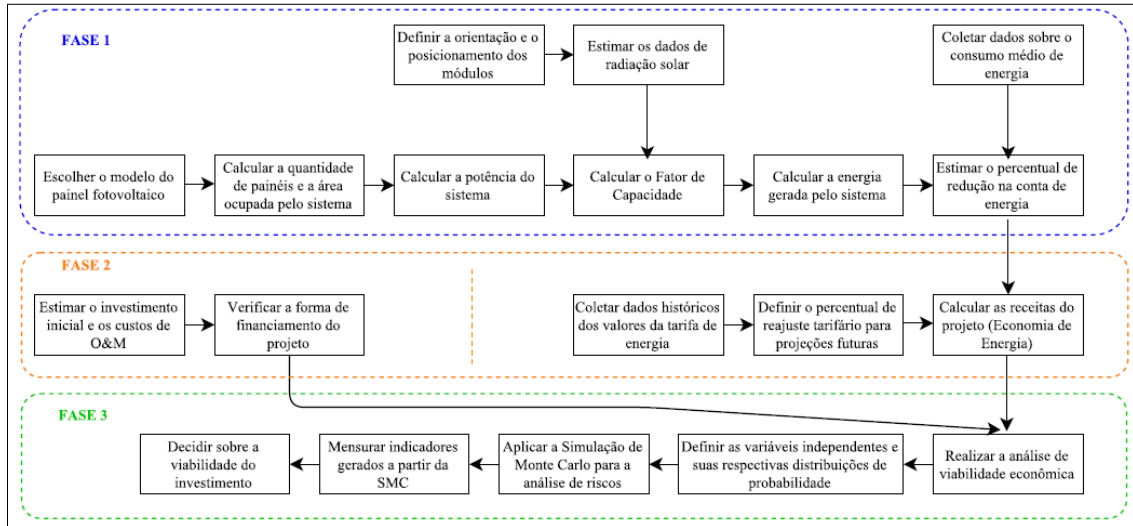 FASE 1
Definir a orientação e o
posicionamento dos
módulos
Estimar os dados de
radiação solar
Coletar dados sobre o
consumo médio de
energia
Escolher o modelo do
painel fotovoltaico
Calcular a quantidade
de painéis e a área
ocupada pelo sistema
Calcular a potência do
sistema
Calcular o Fator de
Capacidade
Calcular a energia
gerada pelo sistema
Estimar o percentual de
redução na conta de
energia
FASE 2
Estimar o investimento
inicial e os custos de
O&M
Verificar a forma de
financiamento do
projeto
Coletar dados históricos
dos valores da tarifa de
energia
Definir o percentual de
reajuste tarifário para
projeções futuras
Calcular as receitas do
projeto (Economia de
Energia)
FASE 3
Decidir sobre a
viabilidade do
investimento
Mensurar indicadores
gerados a partir da
SMC
Aplicar a Simulação de
Monte Carlo para a
análise de riscos
Definir as variáveis independentes e
suas respectivas distribuições de
probabilidade
Realizar a análise de
viabilidade econômica